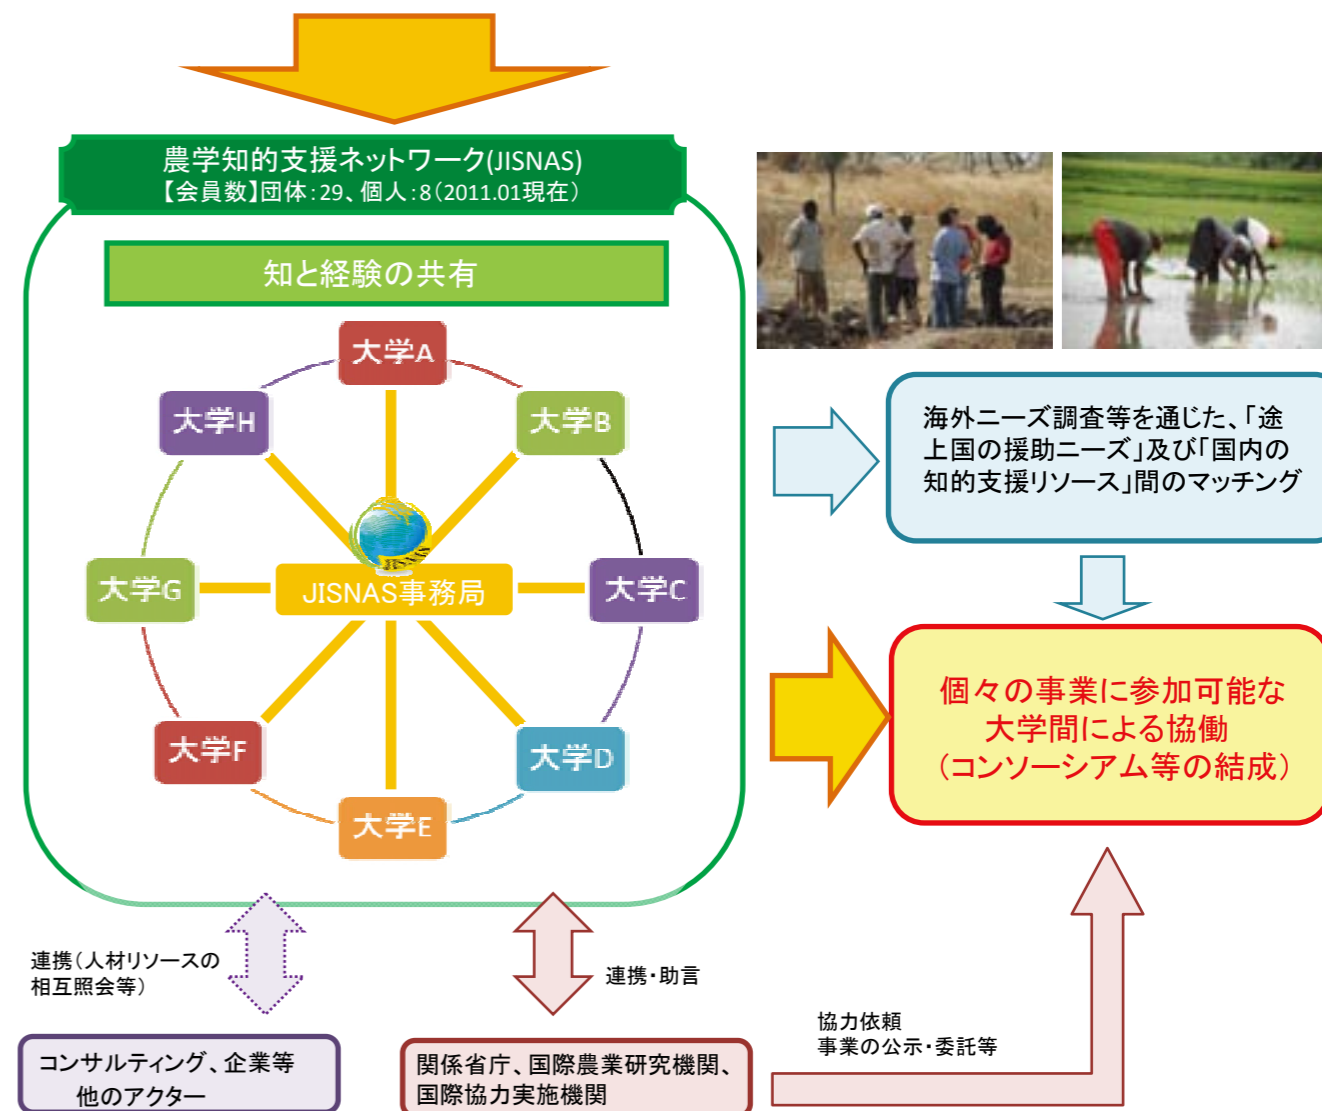 農学知的支援ネットワーク(JISNAS)
【会員数】団体：29、個人：8（2011.01現在）
知と経験の共有
大学A
大学B
大学C
大学D
大学E
大学F
大学G
大学H
JISNAS事務局
海外ニーズ調査等を通じた、「途
上国の援助ニーズ」及び「国内の
知的支援リソース」間のマッチング
個々の事業に参加可能な
大学間による協働
（コンソーシアム等の結成）
連携（人材リソースの
相互照会等）
連携・助言
協力依頼
事業の公示・委託等
コンサルティング、企業等
他のアクター
関係省庁、国際農業研究機関、
国際協力実施機関